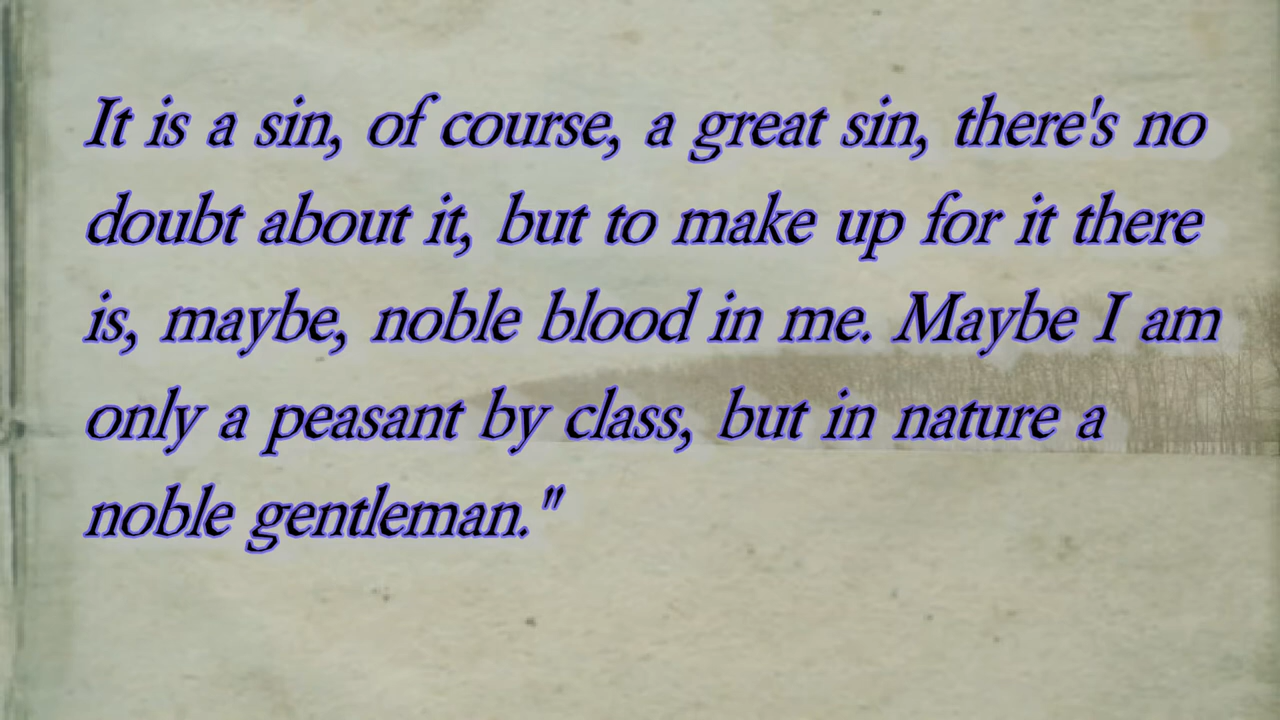 It is a sin, of course, a great sin, there's no
doubt about it, but to make up for it there
is, maybe, noble blood in me. Maybe I am
only a peasant by class, but in nature a
noble gentleman."